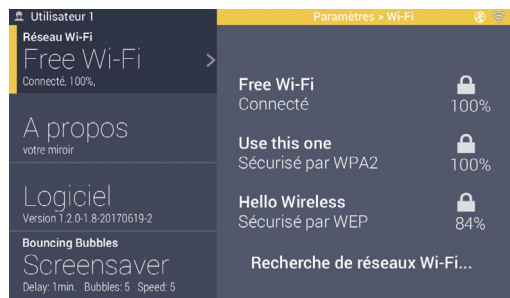 Utilisateur 1
Paramètres > Wi-Fi
Réseau Wi-Fi
Free Wi-Fi
>
Connecté, 100%,
A propos
votre miroir
Logiciel
Version 1.2.0-1.8-20170619-2
Bouncing Bubbles
Screensaver
Delay: 1min. Bubbles: 5 Speed: 5
Free Wi-Fi
Connecté
100%
Use this one
Sécurisé par WPA2
100%
Hello Wireless
Sécurisé par WEP
84%
Recherche de réseaux Wi-Fi...